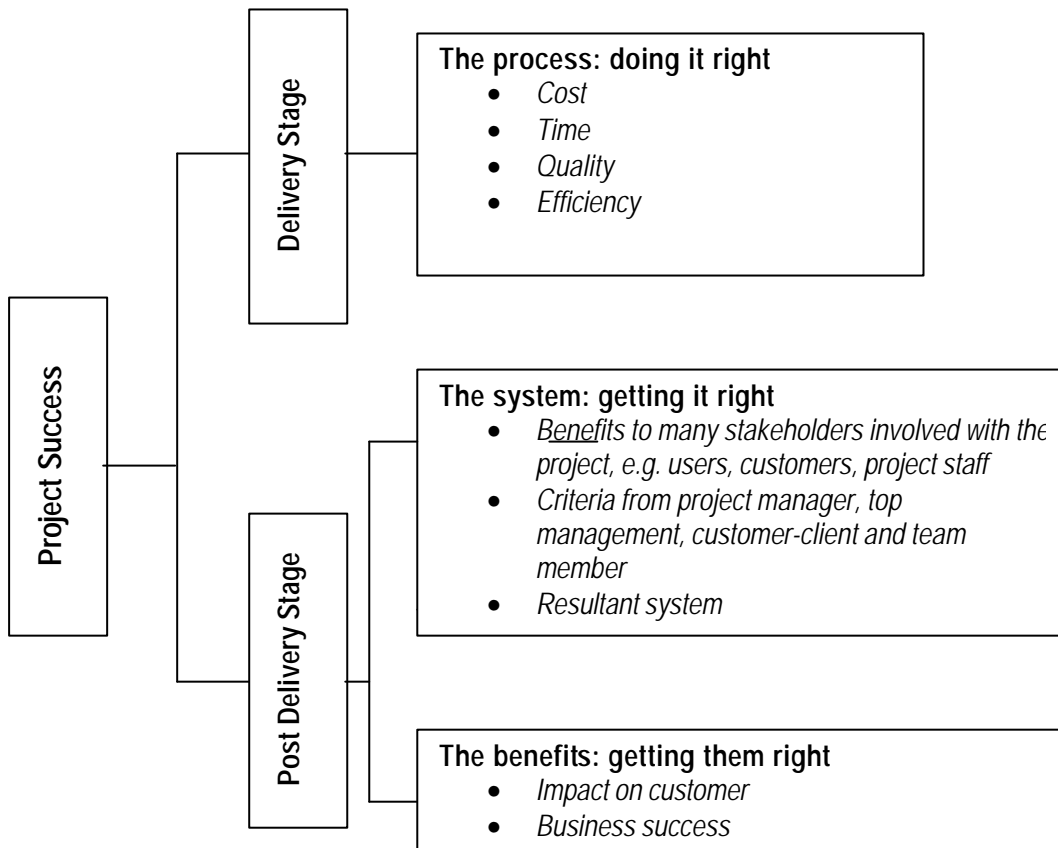 Project Success
Delivery Stage
The process: doing it right
• Cost
• Time
• Quality
• Efficiency
Post Delivery Stage
The system: getting it right
• Benefits to many stakeholders involved with the
project, e.g. users, customers, project staff
• Criteria from project manager, top
management, customer-client and team
member
• Resultant system
The benefits: getting them right
• Impact on customer
• Business success